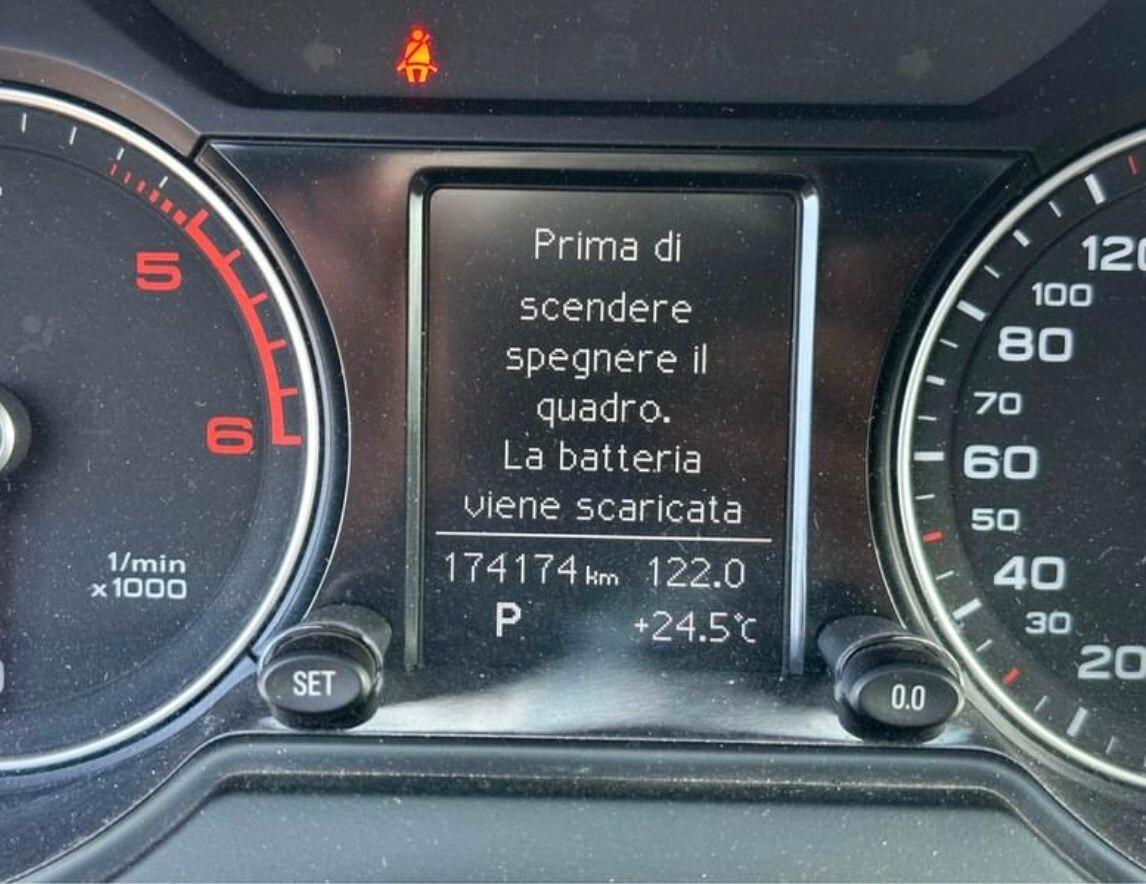 Prima di
scendere
spegnere il
quadro.
La batteria
viene scaricata
174174 km 122.0
P +24.5°C
5
6
1/min
x1000
SET
0.0
120
100
80
70
60
50
40
30
20